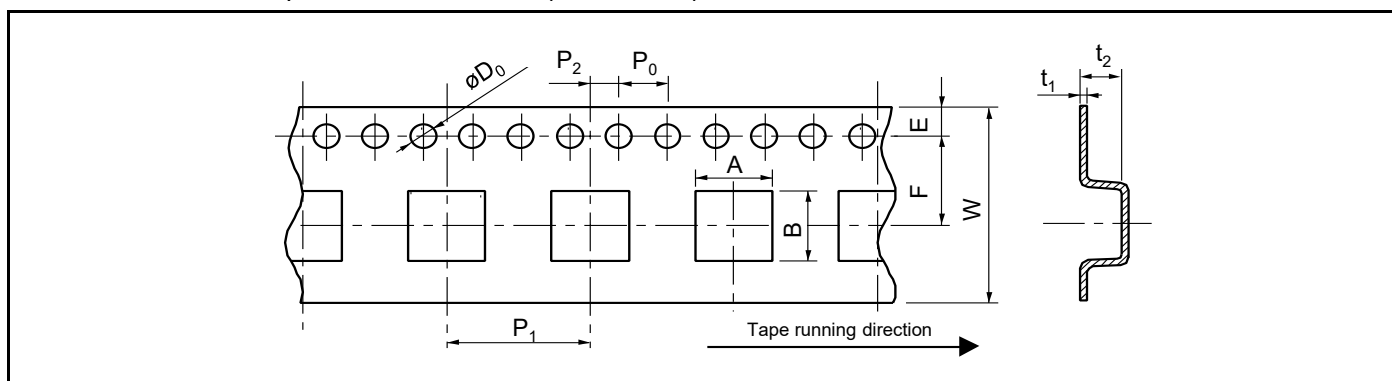 P₂
P₀
øD₀
t₂
t₁
E
A
F
W
B
P₁
Tape running direction